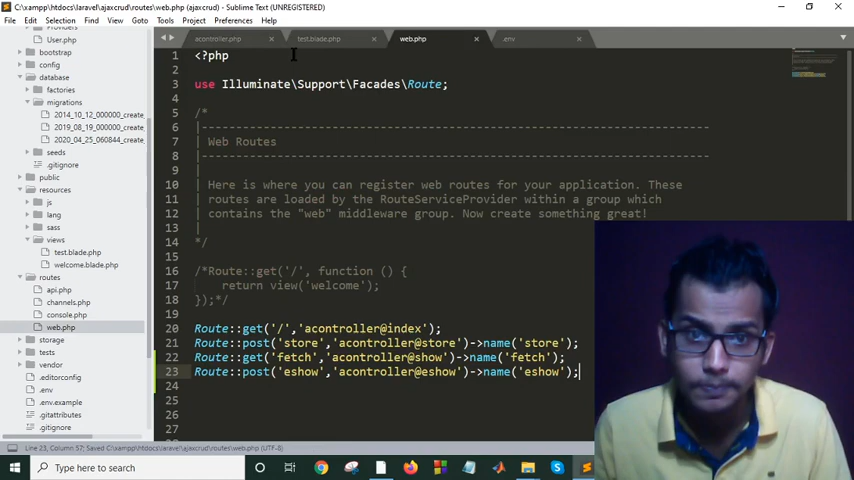 C:\xampp\htdocs\laravel\ajaxcrud\routes\web.php (ajaxcrud) - Sublime Text (UNREGISTERED)
File Edit Selection Find View Goto Tools Project Preferences Help
acontroller.php test.blade.php web.php .env
Providers
User.php
bootstrap
config
database
factories
migrations
2014_10_12_000000_create_
2019_08_19_000000_create_
2020_04_25_060844_create_
seeds
.gitignore
public
resources
js
lang
sass
views
test.blade.php
welcome.blade.php
routes
api.php
channels.php
console.php
web.php
storage
tests
vendor
.editorconfig
.env
.env.example
.gitattributes
.gitignore
1 <?php
2
3 use Illuminate\Support\Facades\Route;
4
5 /*
6 |--------------------------------------------------------------------------
7 | Web Routes
8 |--------------------------------------------------------------------------
9 |
10 | Here is where you can register web routes for your application. These
11 | routes are loaded by the RouteServiceProvider within a group which
12 | contains the "web" middleware group. Now create something great!
13 |
14 */
15
16 /*Route::get('/', function () {
17 return view('welcome');
18 });*/
19
20 Route::get('/','acontroller@index');
21 Route::post('store','acontroller@store')->name('store');
22 Route::get('fetch','acontroller@show')->name('fetch');
23 Route::post('eshow','acontroller@eshow')->name('eshow');
24
25
26
27
28
Line 23, Column 57; Saved C:\xampp\htdocs\laravel\ajaxcrud\routes\web.php (UTF-8)
Type here to search